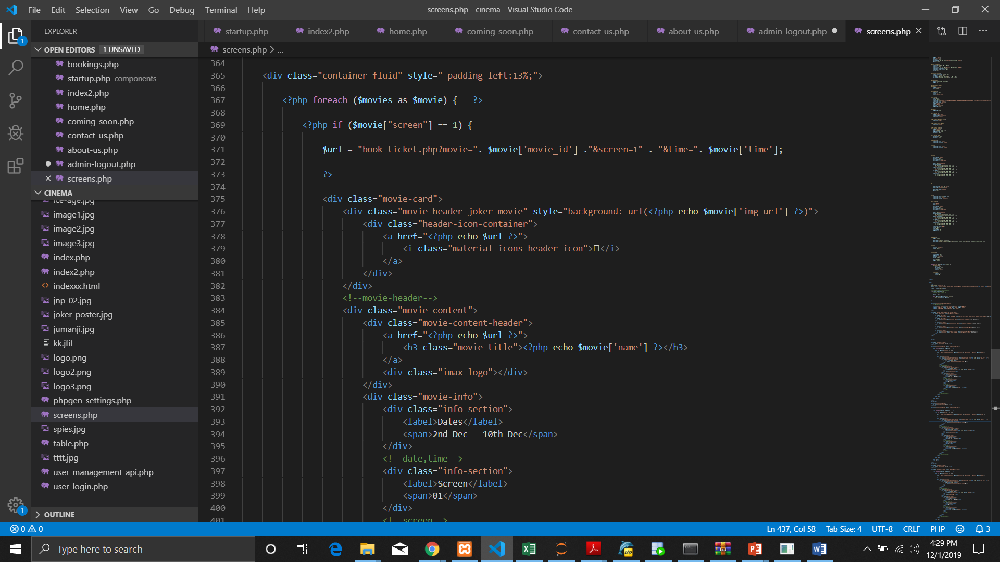 File Edit Selection View Go Debug Terminal Help
screens.php - cinema - Visual Studio Code
EXPLORER
startup.php index2.php home.php coming-soon.php contact-us.php about-us.php admin-logout.php screens.php
OPEN EDITORS 1 UNSAVED
screens.php > ...
bookings.php
startup.php components
index2.php
home.php
coming-soon.php
contact-us.php
about-us.php
admin-logout.php
screens.php
CINEMA
ice-age.jpg
image1.jpg
image2.jpg
image3.jpg
index.php
index2.php
indexxx.html
jnp-02.jpg
joker-poster.jpg
jumanji.jpg
kk.jfif
logo.png
logo2.png
logo3.png
phpgen_settings.php
screens.php
spies.jpg
table.php
tttt.jpg
user_management_api.php
user-login.php
OUTLINE
364
365 <div class="container-fluid" style=" padding-left:13%;">
366
367 <?php foreach ($movies as $movie) {   ?>
368
369 <?php if ($movie["screen"] == 1) {
370
371 $url = "book-ticket.php?movie=". $movie['movie_id'] ."&screen=1" . "&time=". $movie['time'];
372
373 ?>
374
375 <div class="movie-card">
376 <div class="movie-header joker-movie" style="background: url(<?php echo $movie['img_url'] ?>)">
377 <div class="header-icon-container">
378 <a href="<?php echo $url ?>">
379 <i class="material-icons header-icon"></i>
380 </a>
381 </div>
382 </div>
383 <!--movie-header-->
384 <div class="movie-content">
385 <div class="movie-content-header">
386 <a href="<?php echo $url ?>">
387 <h3 class="movie-title"><?php echo $movie['name'] ?></h3>
388 </a>
389 <div class="imax-logo"></div>
390 </div>
391 <div class="movie-info">
392 <div class="info-section">
393 <label>Dates</label>
394 <span>2nd Dec - 10th Dec</span>
395 </div>
396 <!--date,time-->
397 <div class="info-section">
398 <label>Screen</label>
399 <span>01</span>
400 </div>
401 <!--screen-->
0 0
Ln 437, Col 58 Tab Size: 4 UTF-8 CRLF PHP 3
Type here to search
4:29 PM
12/1/2019